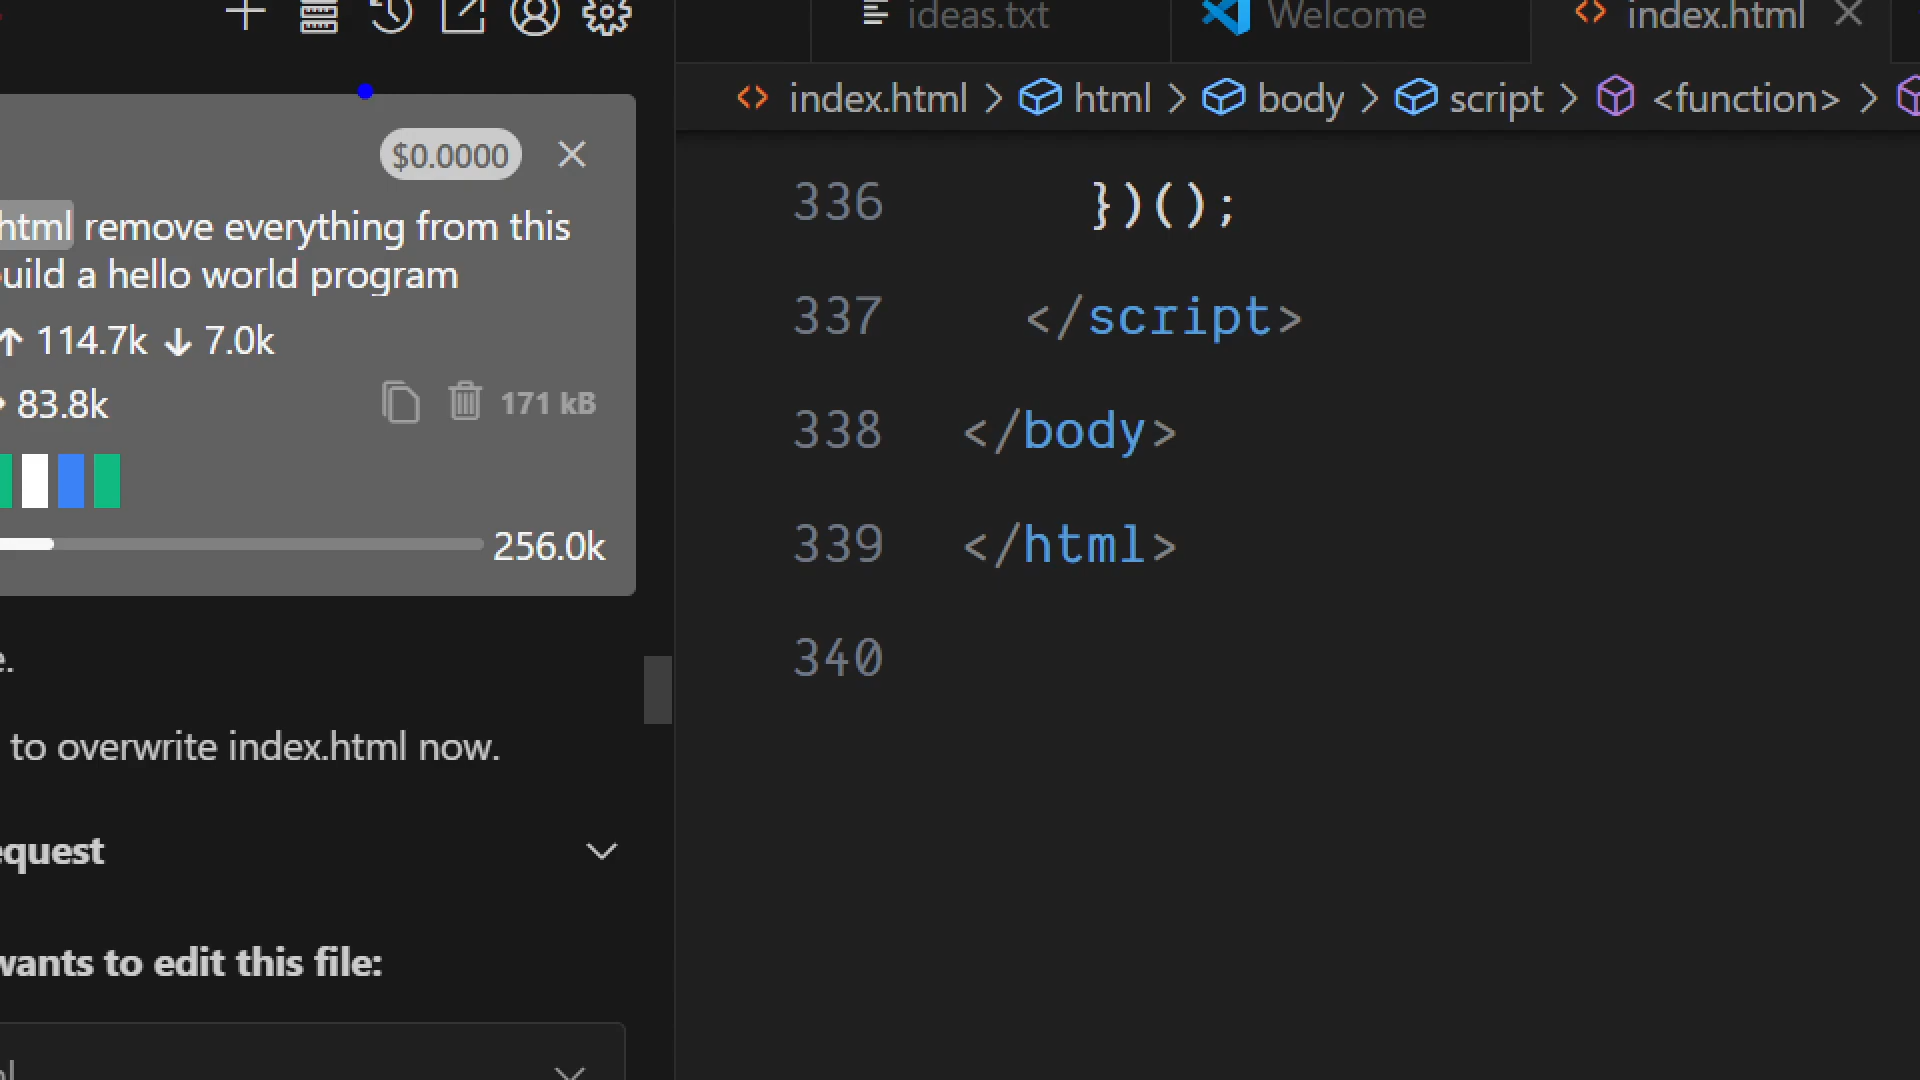 ideas.txt
Welcome
index.html
index.html > html > body > script > <function> >
$0.0000
html remove everything from this
uild a hello world program
↑ 114.7k ↓ 7.0k
83.8k
171 kB
256.0k
e.
to overwrite index.html now.
equest
wants to edit this file:
336 })();
337 </script>
338 </body>
339 </html>
340